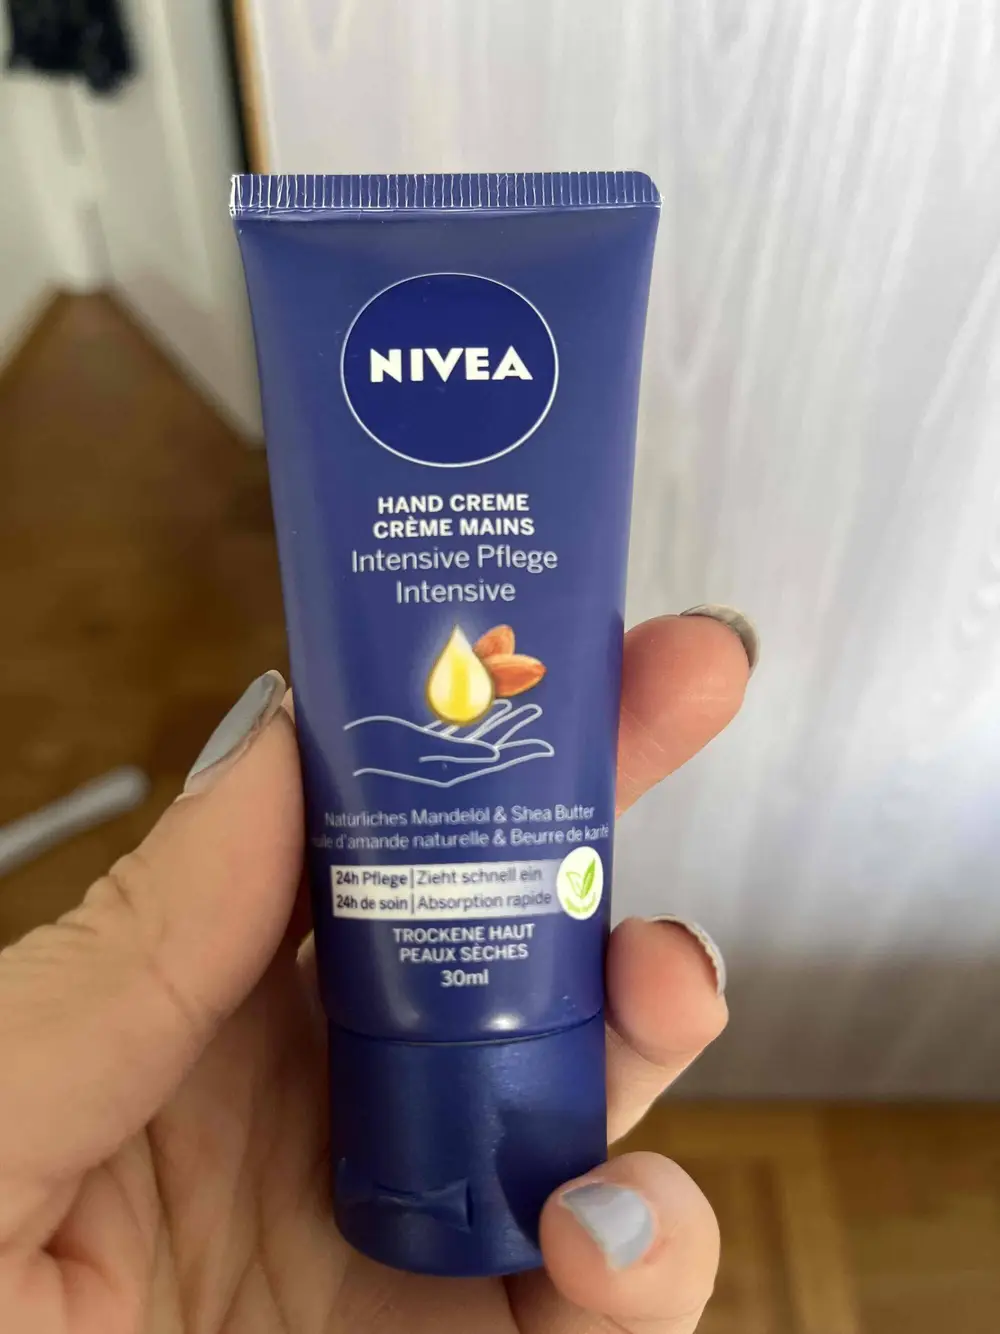 NIVEA
HAND CREME
CRÈME MAINS
Intensive Pflege
Intensive
Natürliches Mandelöl & Shea Butter
d'amande naturelle & Beurre de karité
24h Pflege | Zieht schnell ein
24h de soin | Absorption rapide
TROCKENE HAUT
PEAUX SÈCHES
30ml